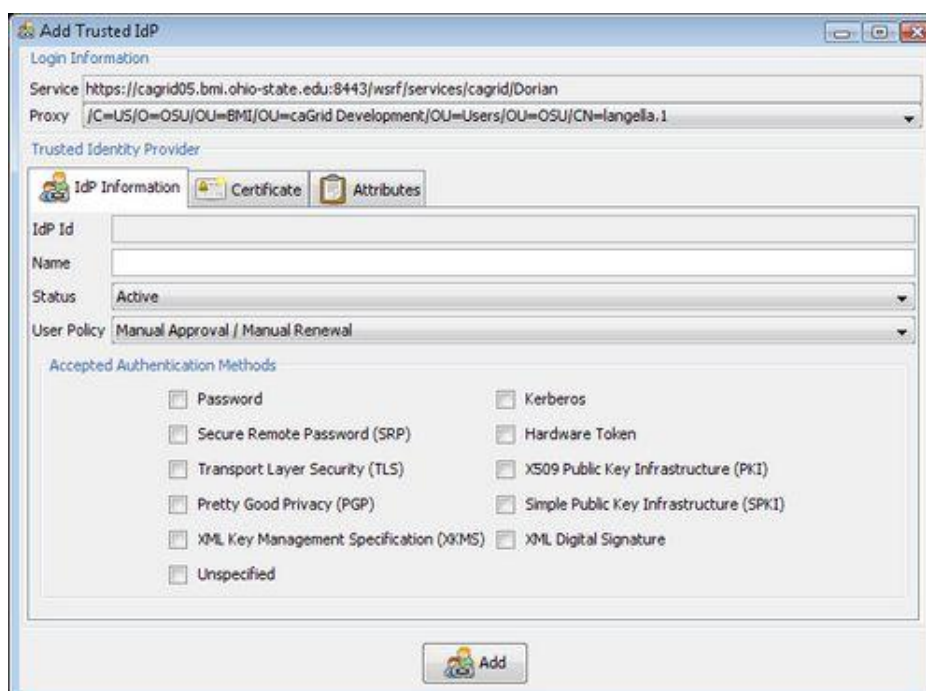 Add Trusted IdP
Login Information
Service https://cagrid05.bmi.ohio-state.edu:8443/wsrf/services/cagrid/Dorian
Proxy /C=US/O=OSU/OU=BMI/OU=caGrid Development/OU=Users/OU=OSU/CN=langella.1
Trusted Identity Provider
IdP Information Certificate Attributes
IdP Id
Name
Status Active
User Policy Manual Approval / Manual Renewal
Accepted Authentication Methods
Password Kerberos
Secure Remote Password (SRP) Hardware Token
Transport Layer Security (TLS) X509 Public Key Infrastructure (PKI)
Pretty Good Privacy (PGP) Simple Public Key Infrastructure (SPKI)
XML Key Management Specification (XKMS) XML Digital Signature
Unspecified
Add